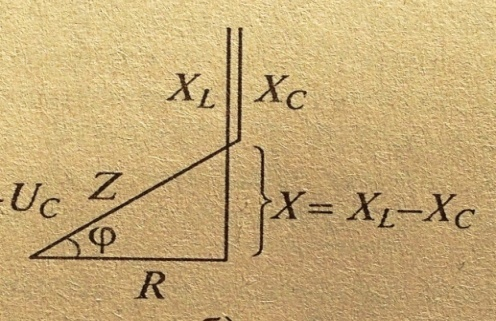 X_L X_C
-U_C Z
φ
X = X_L–X_C
R
б)